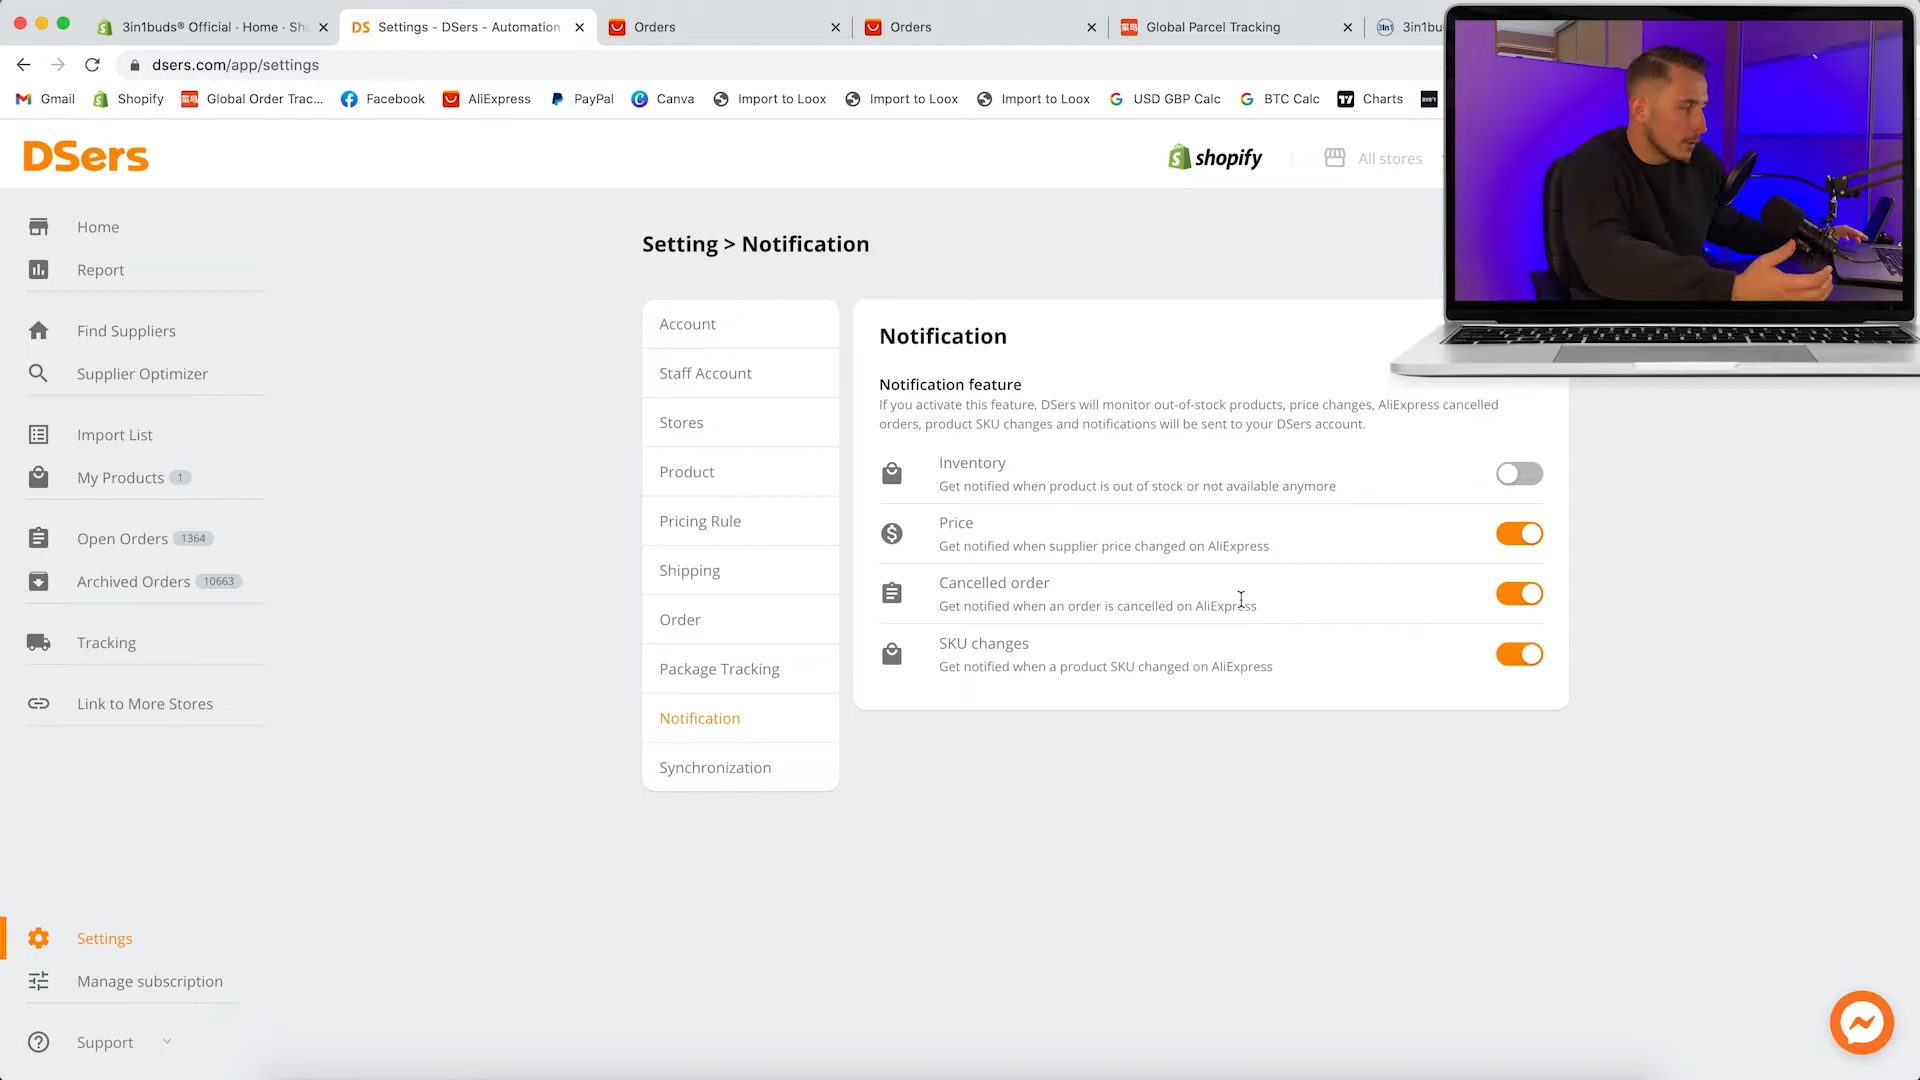 3in1buds® Official · Home · Sh
Settings - DSers - Automation
Orders
Orders
Global Parcel Tracking
3in1bu
dsers.com/app/settings
Gmail
Shopify
Global Order Trac...
Facebook
AliExpress
PayPal
Canva
Import to Loox
Import to Loox
Import to Loox
USD GBP Calc
BTC Calc
Charts
DSers
shopify
All stores
Home
Report
Find Suppliers
Supplier Optimizer
Import List
My Products 1
Open Orders 1364
Archived Orders 10663
Tracking
Link to More Stores
Settings
Manage subscription
Support
Setting > Notification
Account
Staff Account
Stores
Product
Pricing Rule
Shipping
Order
Package Tracking
Notification
Synchronization
Notification
Notification feature
If you activate this feature, DSers will monitor out-of-stock products, price changes, AliExpress cancelled
orders, product SKU changes and notifications will be sent to your DSers account.
Inventory
Get notified when product is out of stock or not available anymore
Price
Get notified when supplier price changed on AliExpress
Cancelled order
Get notified when an order is cancelled on AliExpress
SKU changes
Get notified when a product SKU changed on AliExpress